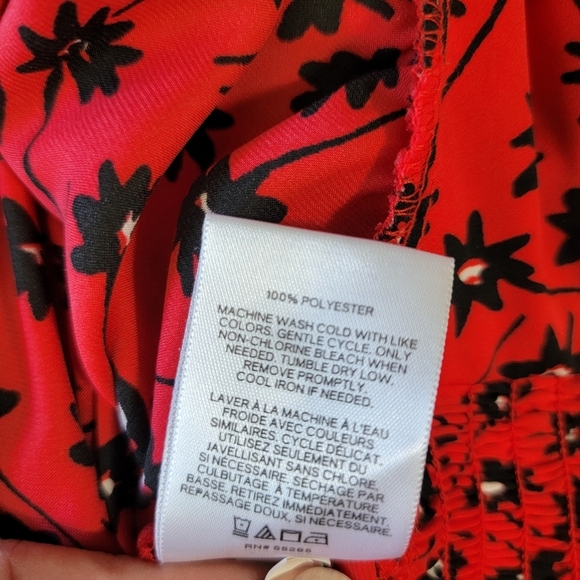 100% POLYESTER
MACHINE WASH COLD WITH LIKE
COLORS. GENTLE CYCLE. ONLY
NON-CHLORINE BLEACH WHEN
NEEDED. TUMBLE DRY LOW.
REMOVE PROMPTLY.
COOL IRON IF NEEDED.
LAVER À LA MACHINE À L'EAU
FROIDE AVEC COULEURS
SIMILAIRES, CYCLE DÉLICAT.
UTILISEZ SEULEMENT DU
JAVELLISANT SANS CHLORE,
SI NÉCESSAIRE. SÉCHAGE PAR
CULBUTAGE À TEMPÉRATURE
BASSE. RETIREZ IMMÉDIATEMENT
REPASSAGE DOUX, SI NÉCESSAIRE.
RN#